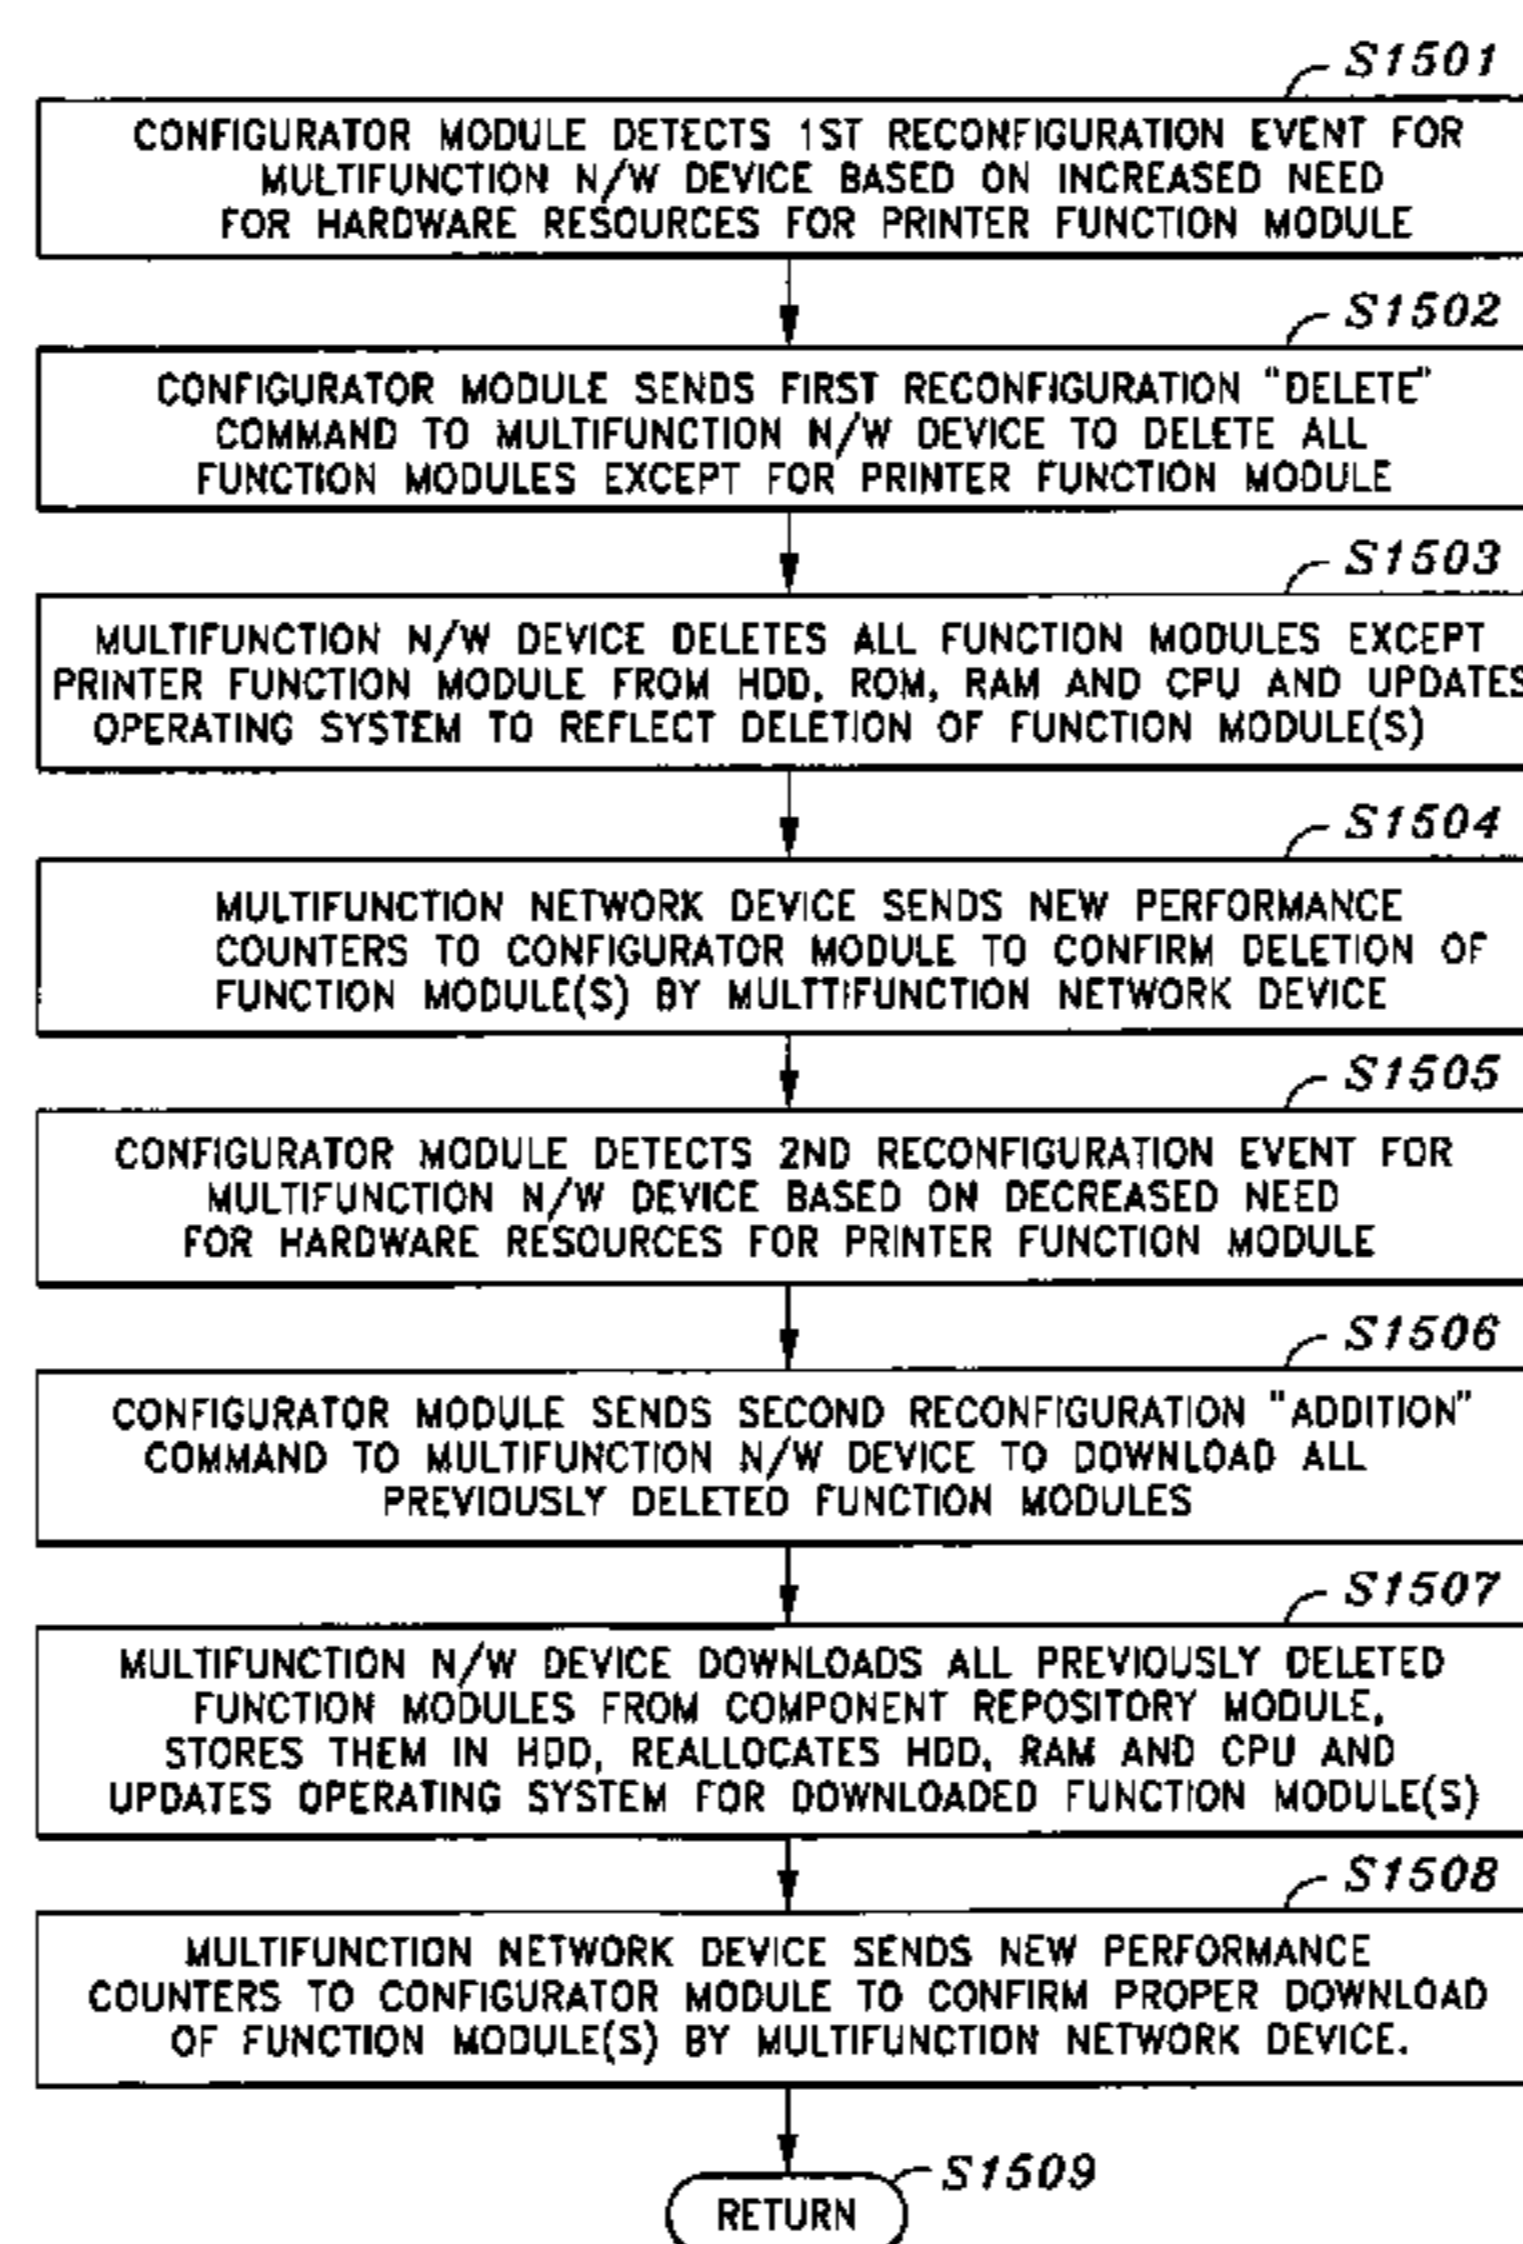 S1501
CONFIGURATOR MODULE DETECTS 1ST RECONFIGURATION EVENT FOR
MULTIFUNCTION N/W DEVICE BASED ON INCREASED NEED
FOR HARDWARE RESOURCES FOR PRINTER FUNCTION MODULE
S1502
CONFIGURATOR MODULE SENDS FIRST RECONFIGURATION "DELETE"
COMMAND TO MULTIFUNCTION N/W DEVICE TO DELETE ALL
FUNCTION MODULES EXCEPT FOR PRINTER FUNCTION MODULE
S1503
MULTIFUNCTION N/W DEVICE DELETES ALL FUNCTION MODULES EXCEPT
PRINTER FUNCTION MODULE FROM HDD, ROM, RAM AND CPU AND UPDATES
OPERATING SYSTEM TO REFLECT DELETION OF FUNCTION MODULE(S)
S1504
MULTIFUNCTION NETWORK DEVICE SENDS NEW PERFORMANCE
COUNTERS TO CONFIGURATOR MODULE TO CONFIRM DELETION OF
FUNCTION MODULE(S) BY MULTTIFUNCTION NETWORK DEVICE
S1505
CONFIGURATOR MODULE DETECTS 2ND RECONFIGURATION EVENT FOR
MULTIFUNCTION N/W DEVICE BASED ON DECREASED NEED
FOR HARDWARE RESOURCES FOR PRINTER FUNCTION MODULE
S1506
CONFIGURATOR MODULE SENDS SECOND RECONFIGURATION "ADDITION"
COMMAND TO MULTIFUNCTION N/W DEVICE TO DOWNLOAD ALL
PREVIOUSLY DELETED FUNCTION MODULES
S1507
MULTIFUNCTION N/W DEVICE DOWNLOADS ALL PREVIOUSLY DELETED
FUNCTION MODULES FROM COMPONENT REPOSITORY MODULE,
STORES THEM IN HDD, REALLOCATES HDD, RAM AND CPU AND
UPDATES OPERATING SYSTEM FOR DOWNLOADED FUNCTION MODULE(S)
S1508
MULTIFUNCTION NETWORK DEVICE SENDS NEW PERFORMANCE
COUNTERS TO CONFIGURATOR MODULE TO CONFIRM PROPER DOWNLOAD
OF FUNCTION MODULE(S) BY MULTIFUNCTION NETWORK DEVICE.
S1509
RETURN